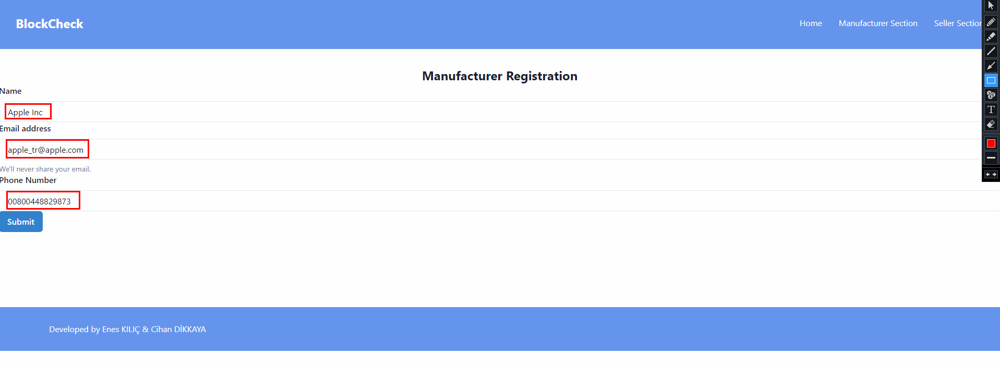 BlockCheck
Home Manufacturer Section Seller Section
Manufacturer Registration
Name
Apple Inc
Email address
apple_tr@apple.com
We'll never share your email.
Phone Number
00800448829873
Submit
Developed by Enes KILIÇ & Cihan DİKKAYA